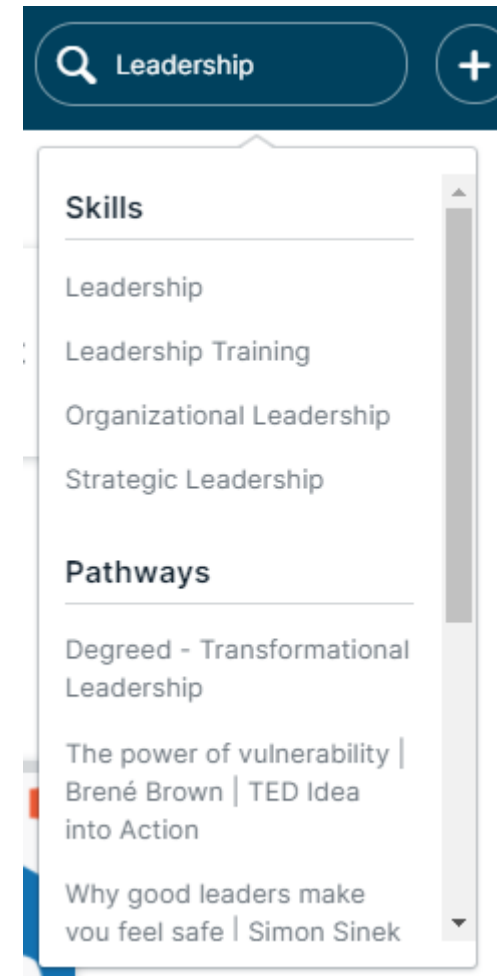 Leadership
Skills
Leadership
Leadership Training
Organizational Leadership
Strategic Leadership
Pathways
Degreed - Transformational
Leadership
The power of vulnerability |
Brené Brown | TED Idea
into Action
Why good leaders make
you feel safe | Simon Sinek